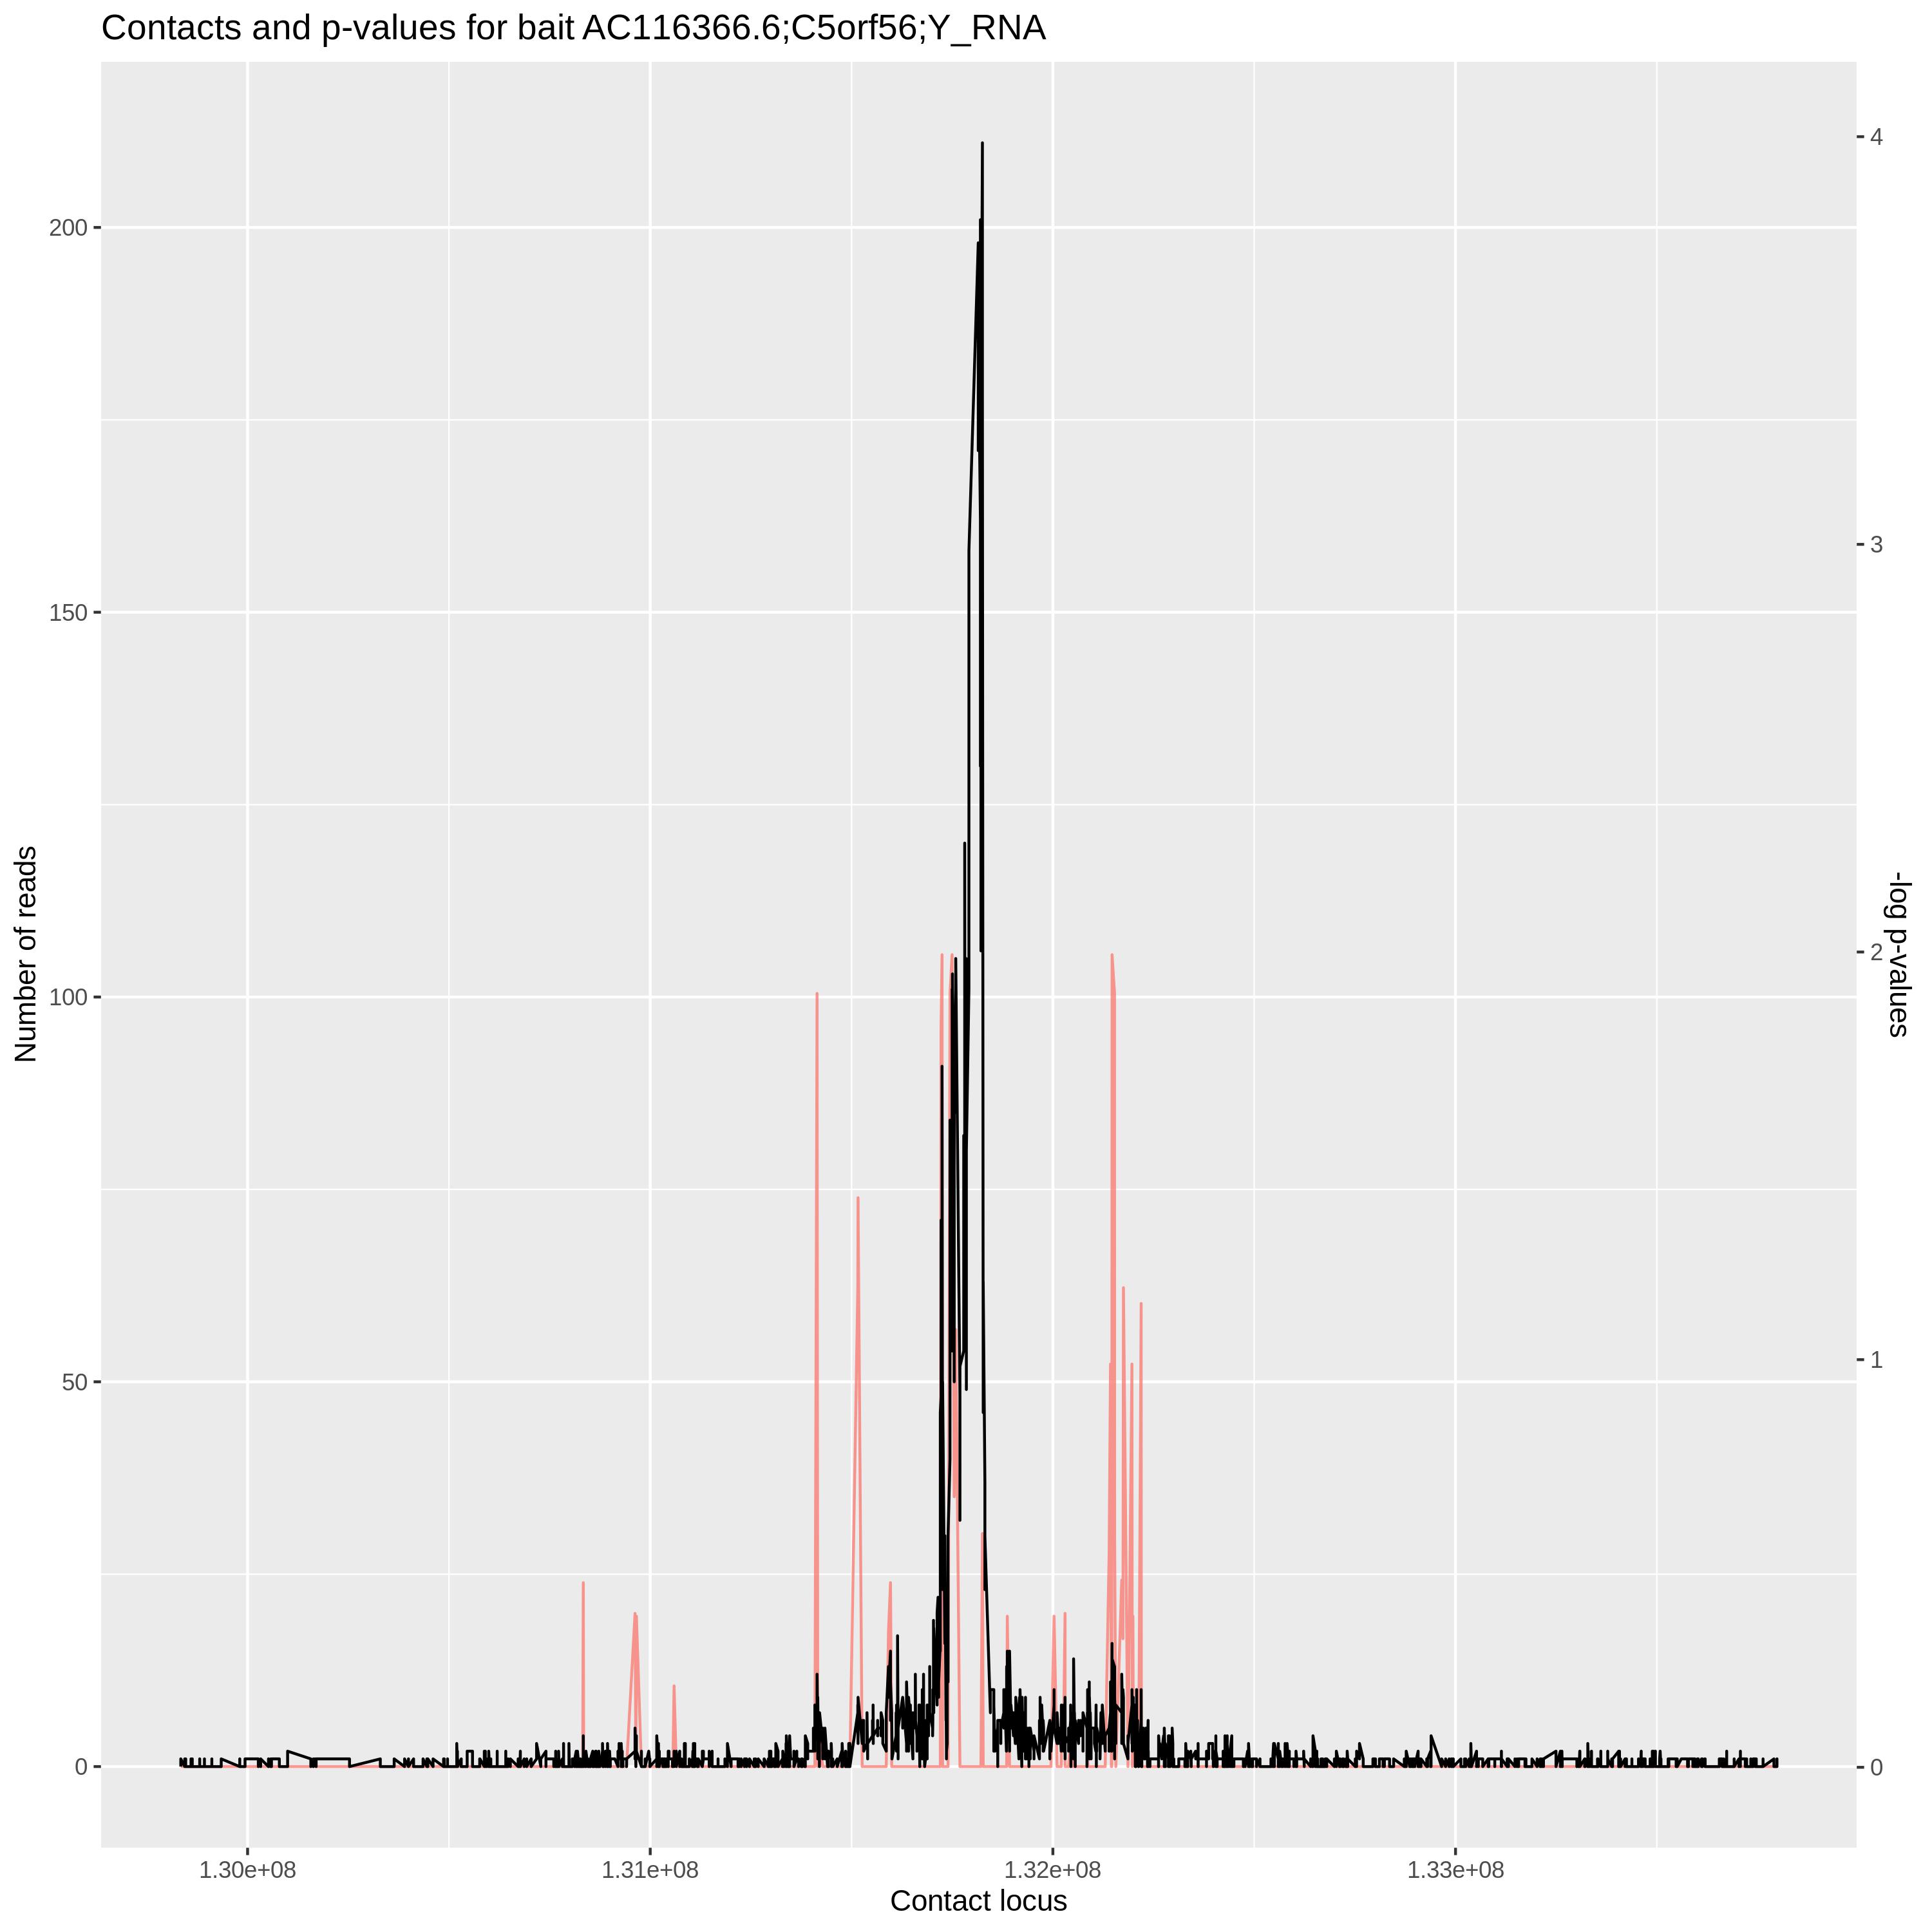 Contacts and p-values for bait AC116366.6;C5orf56;Y_RNA
200
150
100
50
0
Number of reads
4
3
2
1
0
-log p-values
1.30e+08
1.31e+08
1.32e+08
1.33e+08
Contact locus